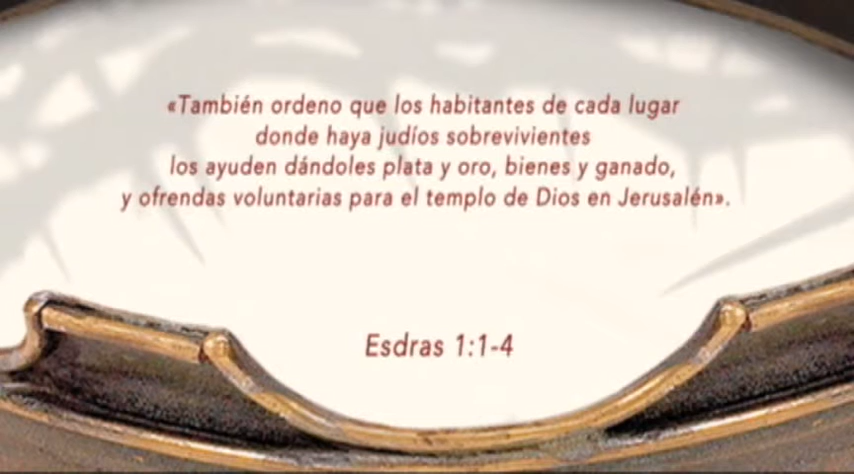 «También ordeno que los habitantes de cada lugar
donde haya judíos sobrevivientes
los ayuden dándoles plata y oro, bienes y ganado,
y ofrendas voluntarias para el templo de Dios en Jerusalén».
Esdras 1:1-4